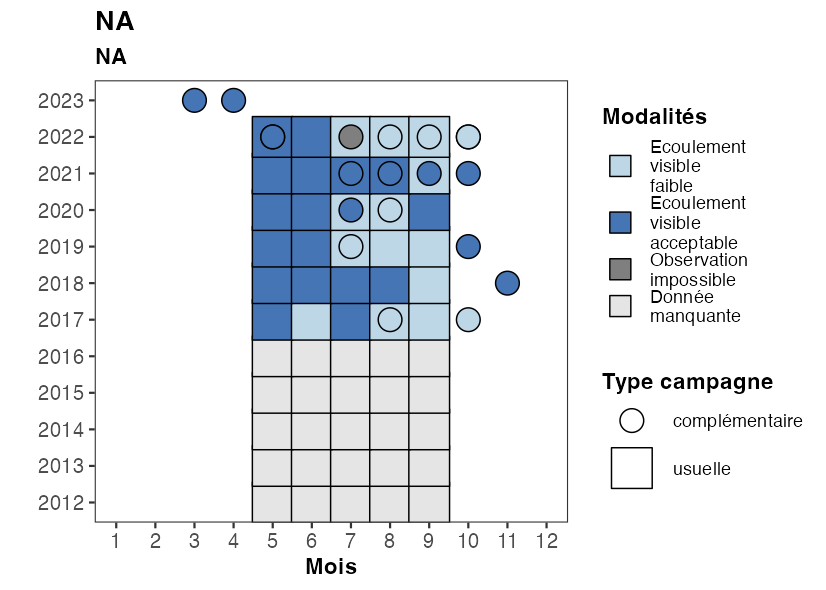 NA
NA
2023
2022
2021
2020
2019
2018
2017
2016
2015
2014
2013
2012
1 2 3 4 5 6 7 8 9 10 11 12
Mois
Modalités
Ecoulement
visible
faible
Ecoulement
visible
acceptable
Observation
impossible
Donnée
manquante
Type campagne
complémentaire
usuelle